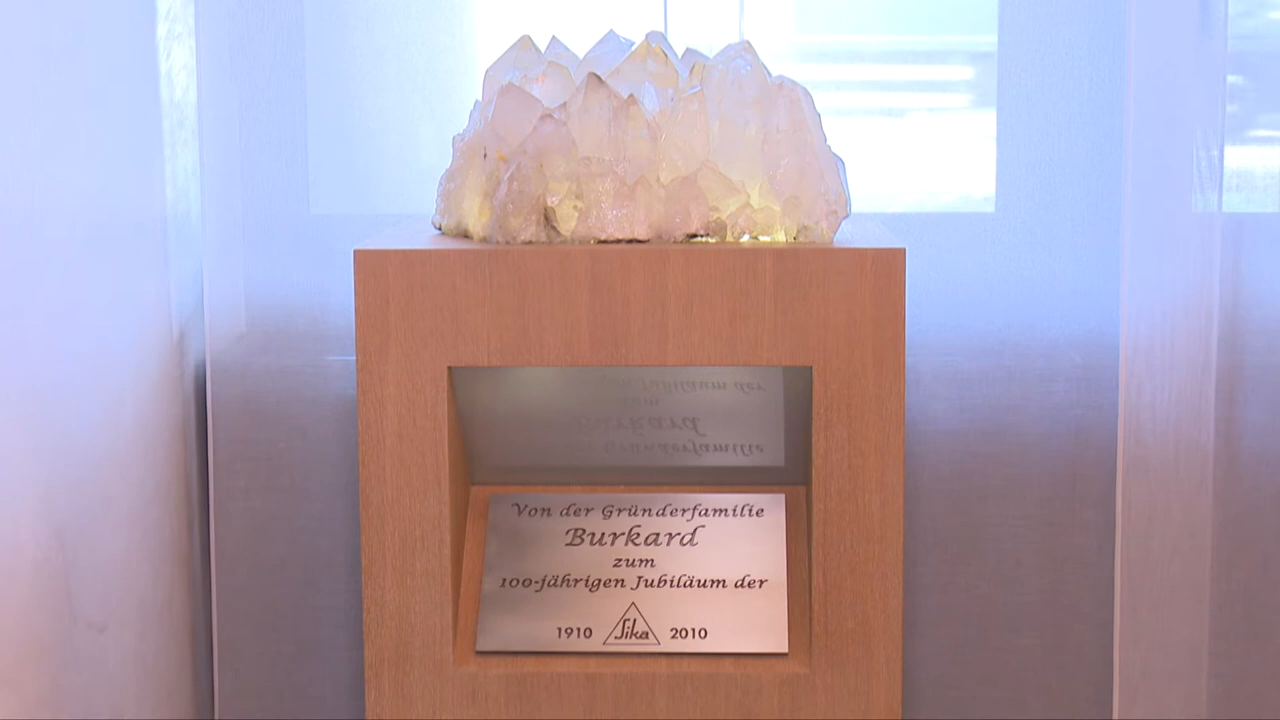 Von der Gründerfamilie
Burkard
zum
100-jährigen Jubiläum der
1910 Sika 2010